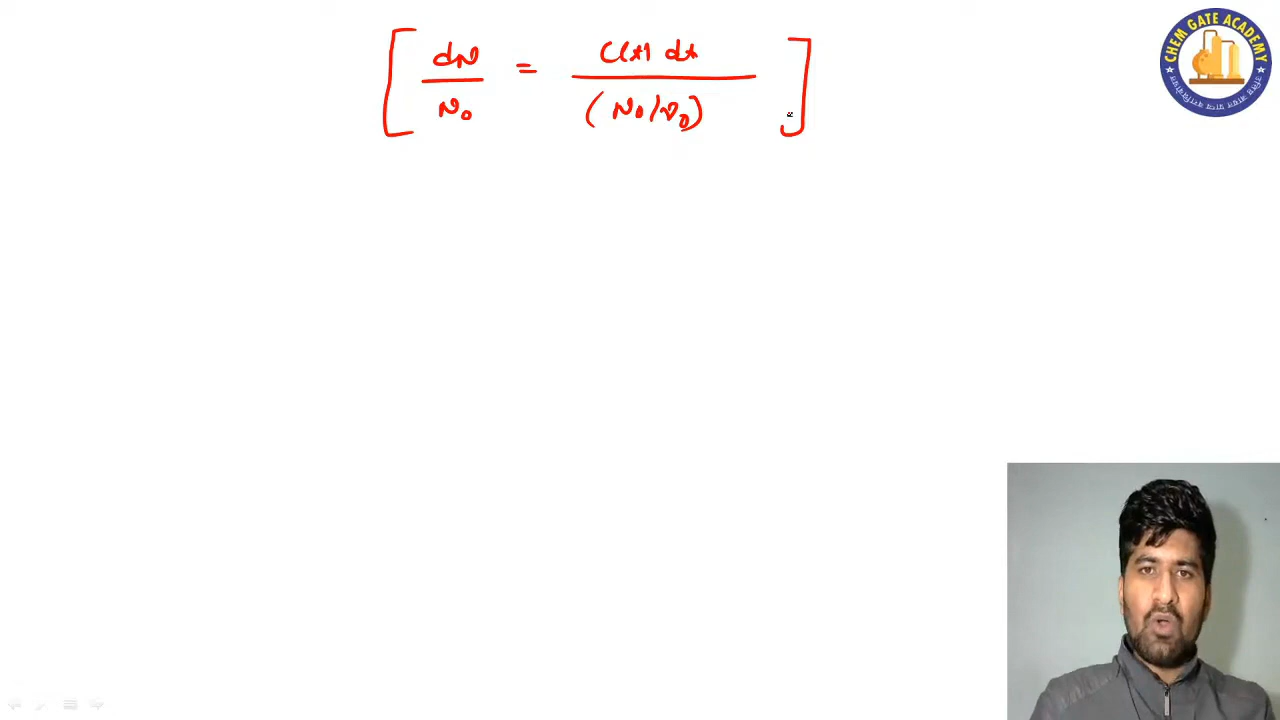 [ dN/N₀ = C(t) dt / (N₀/v₀) ]
CHEM GATE ACADEMY